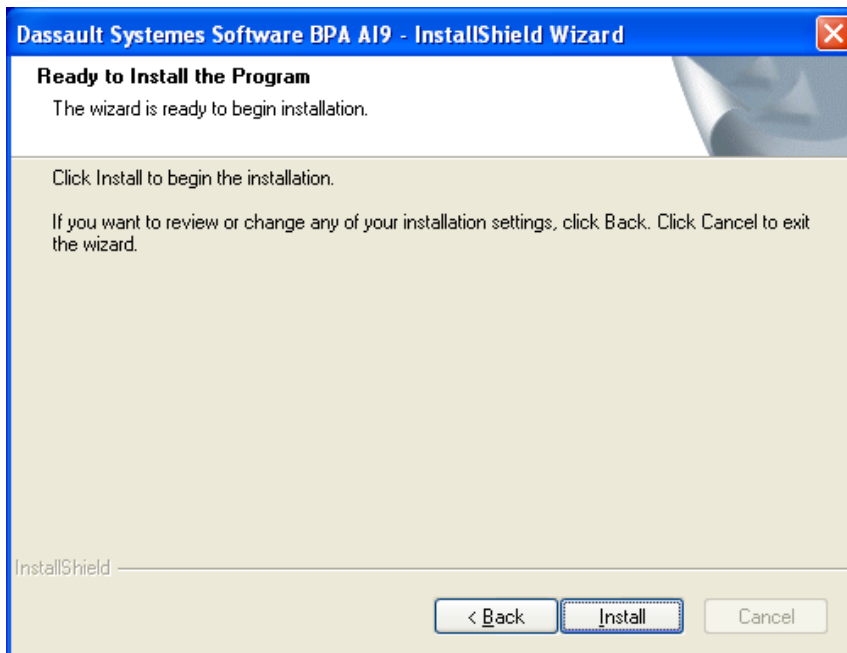 Dassault Systemes Software BPA AI9 - InstallShield Wizard
Ready to Install the Program
The wizard is ready to begin installation.
Click Install to begin the installation.
If you want to review or change any of your installation settings, click Back. Click Cancel to exit
the wizard.
InstallShield
< Back
Install
Cancel